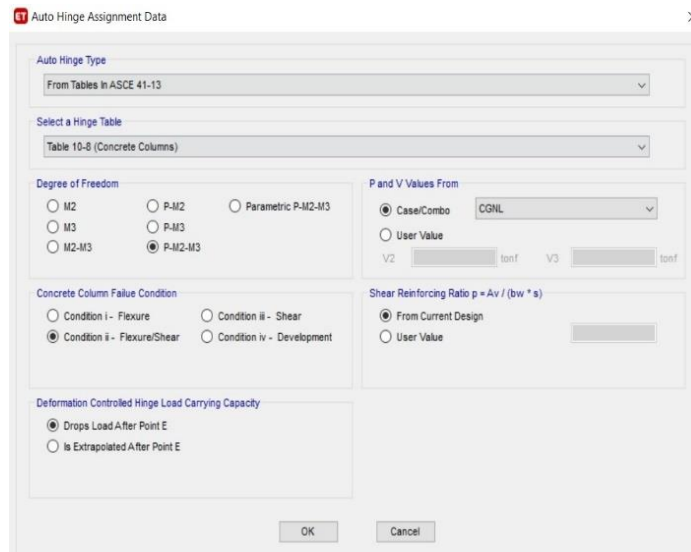 ET Auto Hinge Assignment Data
Auto Hinge Type
From Tables In ASCE 41-13
Select a Hinge Table
Table 10-8 (Concrete Columns)
Degree of Freedom
M2 P-M2 Parametric P-M2-M3
M3 P-M3
M2-M3 P-M2-M3
P and V Values From
Case/Combo CGNL
User Value
V2 tonf V3 tonf
Concrete Column Failue Condition
Condition i - Flexure Condition iii - Shear
Condition ii - Flexure/Shear Condition iv - Development
Shear Reinforcing Ratio p = Av / (bw * s)
From Current Design
User Value
Deformation Controlled Hinge Load Carrying Capacity
Drops Load After Point E
Is Extrapolated After Point E
OK Cancel